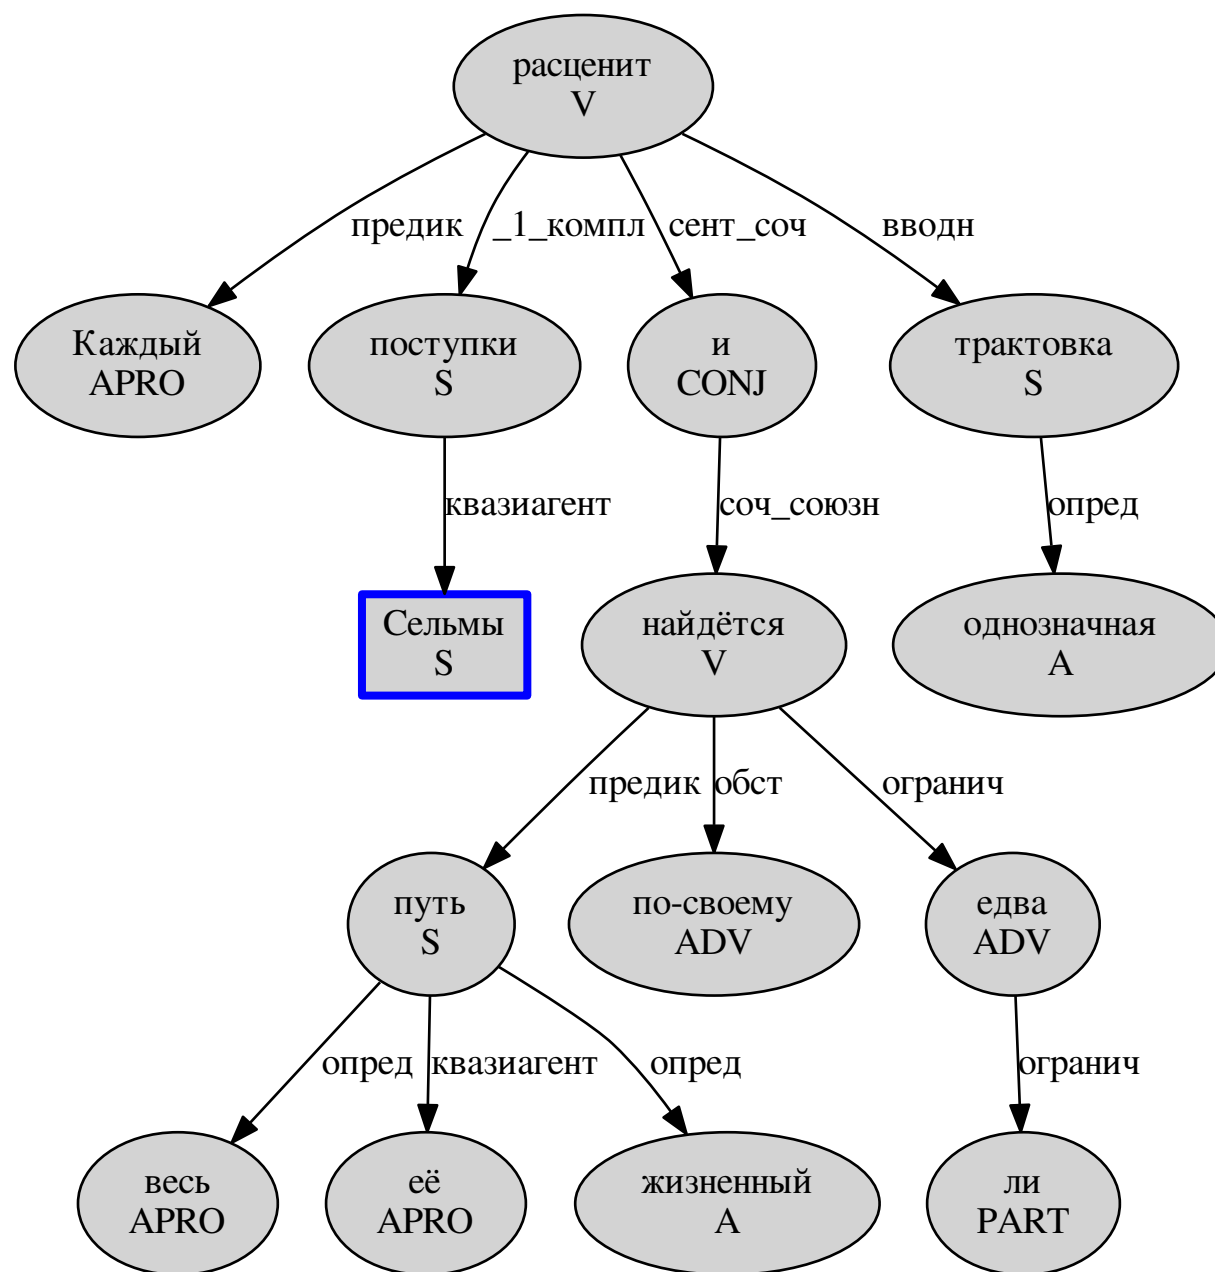 расценит
V
предик
_1_компл
сент_соч
вводн
Каждый
APRO
поступки
S
и
CONJ
трактовка
S
квазиагент
соч_союзн
опред
Сельмы
S
найдётся
V
однозначная
A
предик
обст
огранич
путь
S
по-своему
ADV
едва
ADV
опред
квазиагент
опред
огранич
весь
APRO
её
APRO
жизненный
A
ли
PART